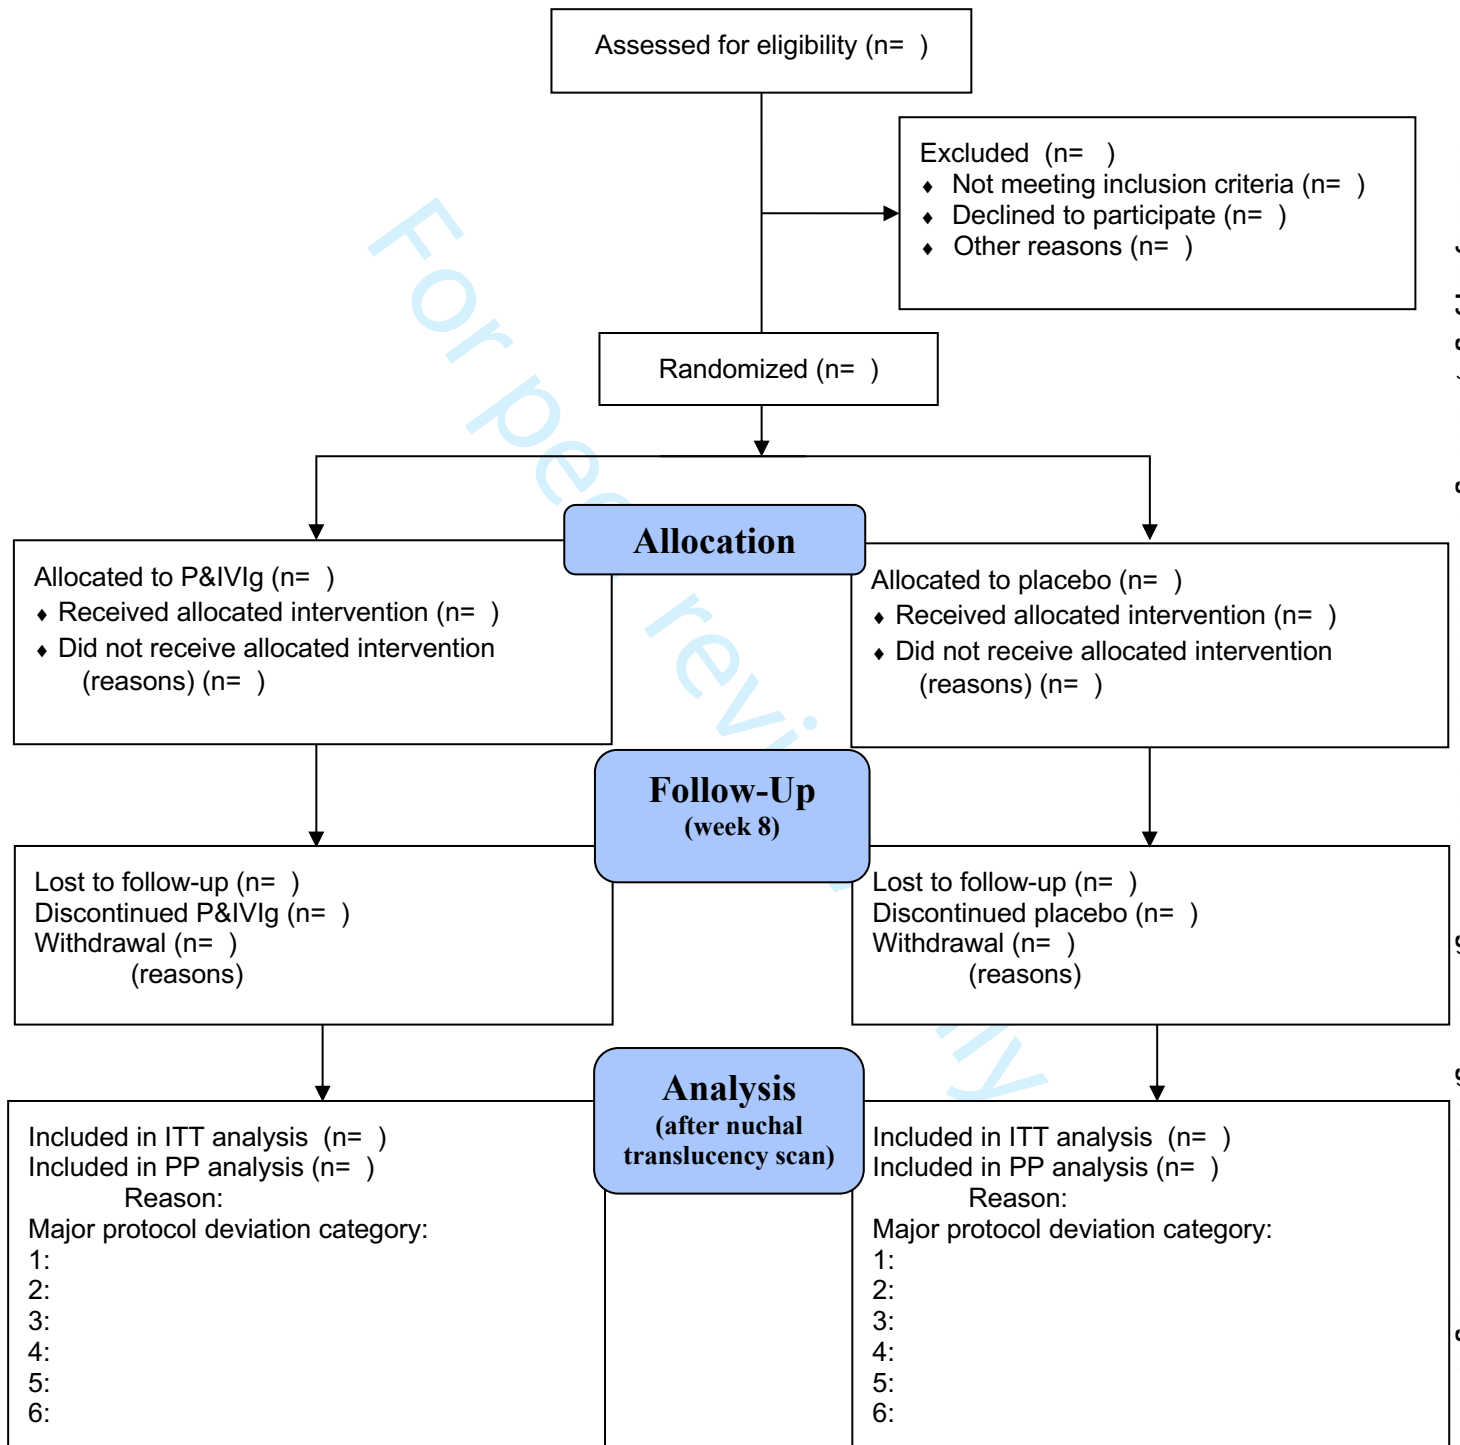 Assessed for eligibility (n=  )
Excluded  (n=   )
♦ Not meeting inclusion criteria (n=  )
♦ Declined to participate (n=  )
♦ Other reasons (n=  )
Randomized (n=  )
Allocation
Allocated to P&IVIg (n=  )
♦ Received allocated intervention (n=  )
♦ Did not receive allocated intervention
(reasons) (n=  )
Allocated to placebo (n=  )
♦ Received allocated intervention (n=  )
♦ Did not receive allocated intervention
(reasons) (n=  )
Follow-Up
(week 8)
Lost to follow-up (n=  )
Discontinued P&IVIg (n=  )
Withdrawal (n=  )
(reasons)
Lost to follow-up (n=  )
Discontinued placebo (n=  )
Withdrawal (n=  )
(reasons)
Analysis
(after nuchal
translucency scan)
Included in ITT analysis  (n=  )
Included in PP analysis (n=  )
Reason:
Major protocol deviation category:
1:
2:
3:
4:
5:
6:
Included in ITT analysis  (n=  )
Included in PP analysis (n=  )
Reason:
Major protocol deviation category:
1:
2:
3:
4:
5:
6:
For peer review only